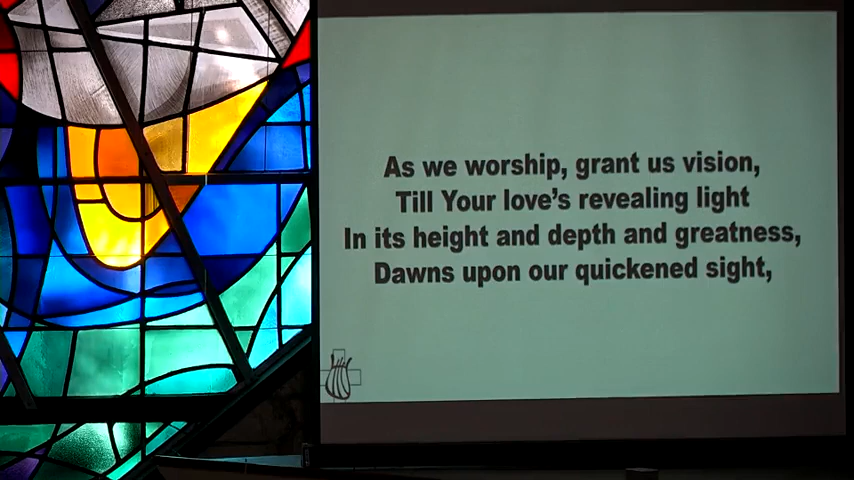 As we worship, grant us vision,
Till Your love's revealing light
In its height and depth and greatness,
Dawns upon our quickened sight,